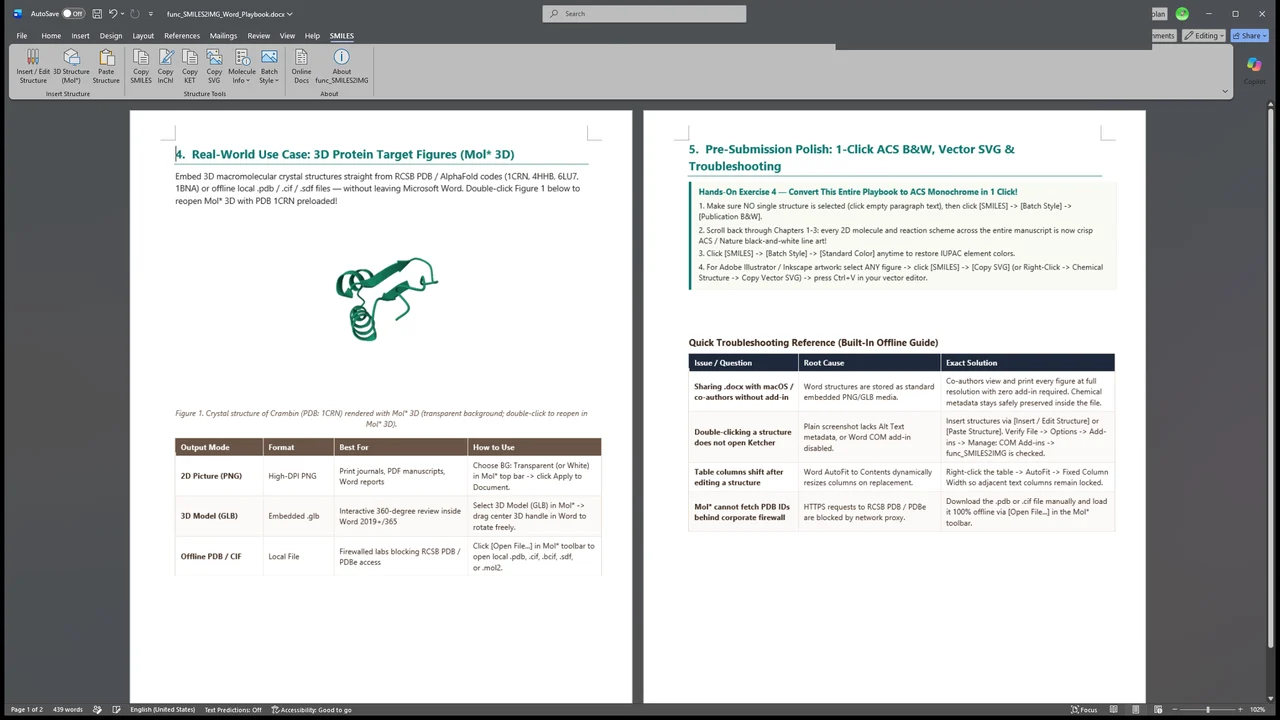 AutoSave Off func_SMILES2IMG_Word_Playbook.docx Search plan
File Home Insert Design Layout References Mailings Review View Help SMILES Editing Share
Insert / Edit Structure
3D Structure (Mol*)
Paste Structure
Copy SMILES
Copy InChI
Copy KET
Copy SVG
Molecule Info
Batch Style
Online Docs
About func_SMILES2IMG
Copilot
Insert Structure Structure Tools About
4. Real-World Use Case: 3D Protein Target Figures (Mol* 3D)
Embed 3D macromolecular crystal structures straight from RCSB PDB / AlphaFold codes (1CRN, 4HHB, 6LU7,
1BNA) or offline local .pdb / .cif / .sdf files — without leaving Microsoft Word. Double-click Figure 1 below to
reopen Mol* 3D with PDB 1CRN preloaded!
Figure 1. Crystal structure of Crambin (PDB: 1CRN) rendered with Mol* 3D (transparent background; double-click to reopen in
Mol* 3D).
Output Mode Format Best For How to Use
2D Picture (PNG)
High-DPI PNG
Print journals, PDF manuscripts,
Word reports
Choose BG: Transparent (or White)
in Mol* top bar -> click Apply to
Document.
3D Model (GLB)
Embedded .glb
Interactive 360-degree review inside
Word 2019+/365
Select 3D Model (GLB) in Mol* ->
drag center 3D handle in Word to
rotate freely.
Offline PDB / CIF
Local File
Firewalled labs blocking RCSB PDB /
PDBe access
Click [Open File...] in Mol* toolbar to
open local .pdb, .cif, .bcif, .sdf,
or .mol2.
5. Pre-Submission Polish: 1-Click ACS B&W, Vector SVG &
Troubleshooting
Hands-On Exercise 4 — Convert This Entire Playbook to ACS Monochrome in 1 Click!
1. Make sure NO single structure is selected (click empty paragraph text), then click [SMILES] -> [Batch Style] ->
[Publication B&W].
2. Scroll back through Chapters 1-3: every 2D molecule and reaction scheme across the entire manuscript is now crisp
ACS / Nature black-and-white line art!
3. Click [SMILES] -> [Batch Style] -> [Standard Color] anytime to restore IUPAC element colors.
4. For Adobe Illustrator / Inkscape artwork: select ANY figure -> click [SMILES] -> [Copy SVG] (or Right-Click -> Chemical
Structure -> Copy Vector SVG) -> press Ctrl+V in your vector editor.
Quick Troubleshooting Reference (Built-In Offline Guide)
Issue / Question Root Cause Exact Solution
Sharing .docx with macOS /
co-authors without add-in
Word structures are stored as standard
embedded PNG/GLB media.
Co-authors view and print every figure at full
resolution with zero add-in required. Chemical
metadata stays safely preserved inside the file.
Double-clicking a structure
does not open Ketcher
Plain screenshot lacks Alt Text
metadata, or Word COM add-in
disabled.
Insert structures via [Insert / Edit Structure] or
[Paste Structure]. Verify File -> Options -> Add-
ins -> Manage: COM Add-ins ->
func_SMILES2IMG is checked.
Table columns shift after
editing a structure
Word AutoFit to Contents dynamically
resizes columns on replacement.
Right-click the table -> AutoFit -> Fixed Column
Width so adjacent text columns remain locked.
Mol* cannot fetch PDB IDs
behind corporate firewall
HTTPS requests to RCSB PDB / PDBe
are blocked by network proxy.
Download the .pdb or .cif file manually and load
it 100% offline via [Open File...] in the Mol*
toolbar.
Page 1 of 2 439 words English (United States) Text Predictions: Off Accessibility: Good to go Focus 102%